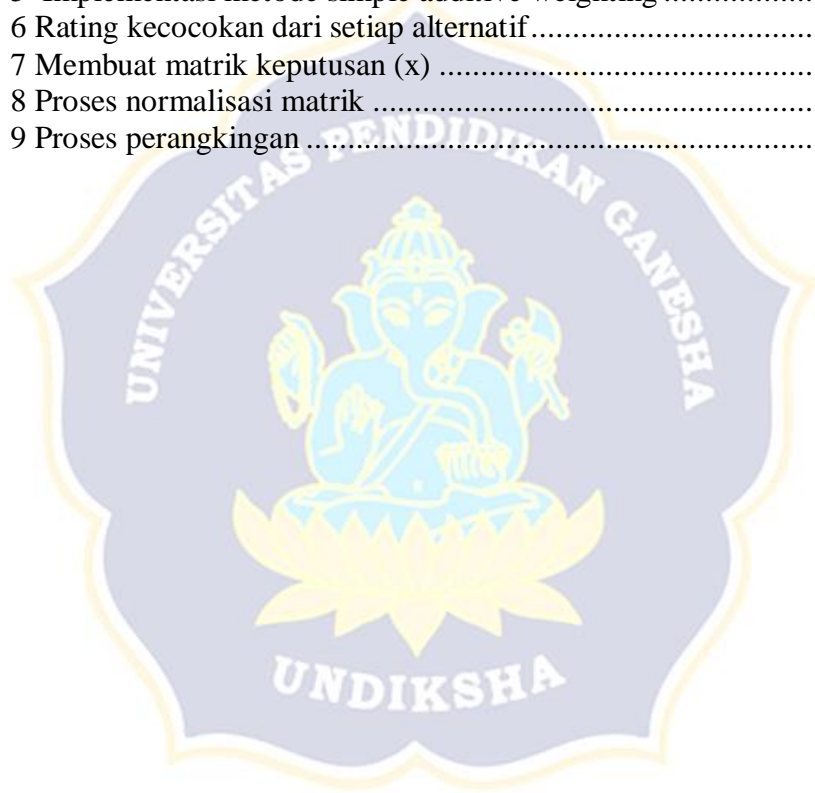 6 Rating kecocokan dari setiap alternatif..................................
7 Membuat matrik keputusan (x) .............................................
8 Proses normalisasi matrik .....................................................
9 Proses perangkingan .............................................................
UNIVERSITAS PENDIDIKAN GANESHA
UNDIKSHA